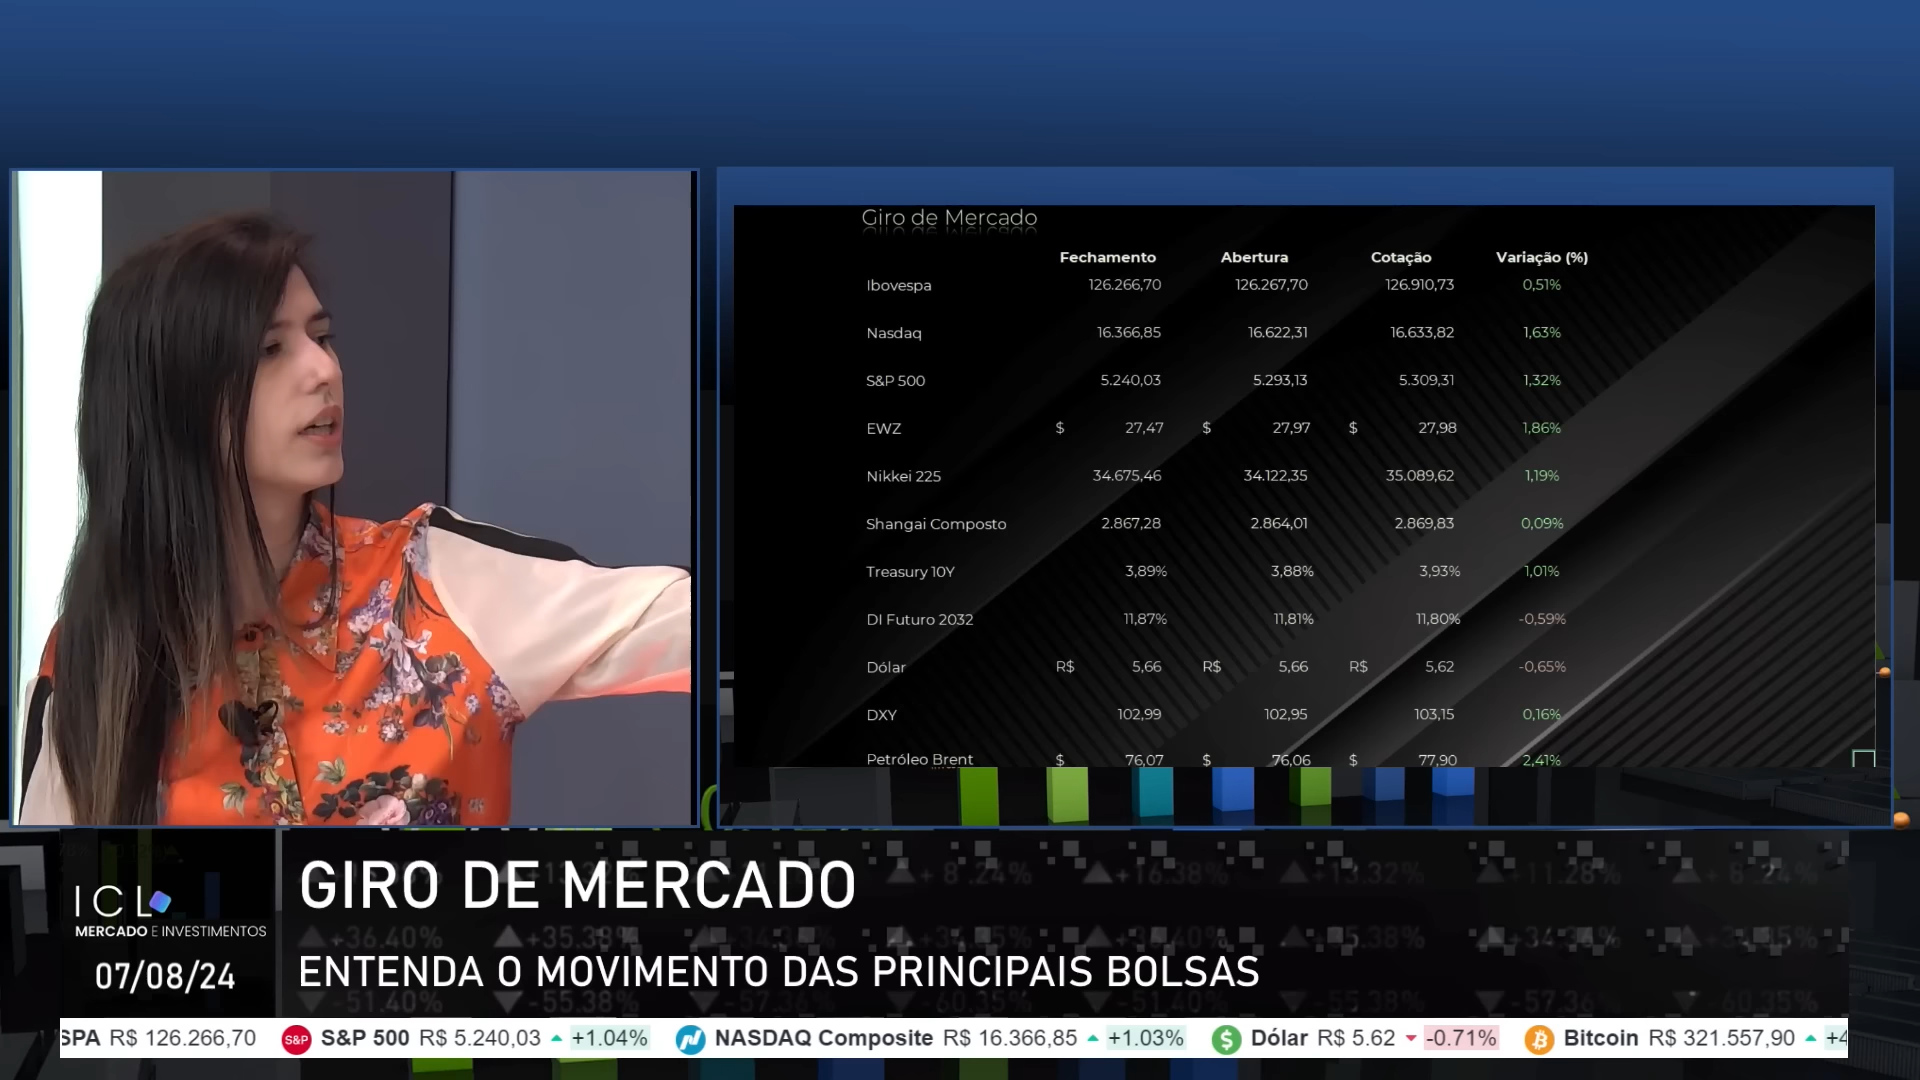 Giro de Mercado
Fechamento Abertura Cotação Variação (%)
Ibovespa 126.266,70 126.267,70 126.910,73 0,51%
Nasdaq 16.366,85 16.622,31 16.633,82 1,63%
S&P 500 5.240,03 5.293,13 5.309,31 1,32%
EWZ $ 27,47 $ 27,97 $ 27,98 1,86%
Nikkei 225 34.675,46 34.122,35 35.089,62 1,19%
Shangai Composto 2.867,28 2.864,01 2.869,83 0,09%
Treasury 10Y 3,89% 3,88% 3,93% 1,01%
DI Futuro 2032 11,87% 11,81% 11,80% -0,59%
Dólar R$ 5,66 R$ 5,66 R$ 5,62 -0,65%
DXY 102,99 102,95 103,15 0,16%
Petróleo Brent $ 76,07 $ 76,06 $ 77,90 2,41%
ICL
MERCADO E INVESTIMENTOS
07/08/24
GIRO DE MERCADO
ENTENDA O MOVIMENTO DAS PRINCIPAIS BOLSAS
SPA R$ 126.266,70 S&P S&P 500 R$ 5.240,03 +1.04% NASDAQ Composite R$ 16.366,85 +1.03% $ Dólar R$ 5.62 -0.71% Bitcoin R$ 321.557,90 +4